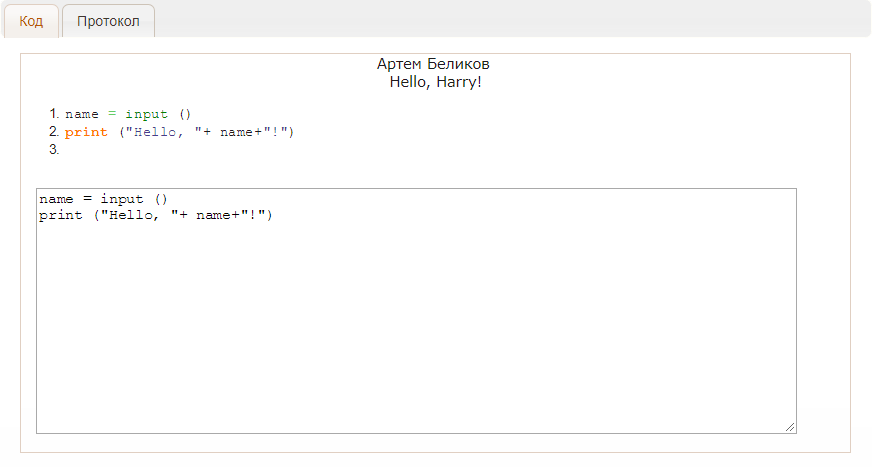 Код Протокол
Артем Беликов
Hello, Harry!
1. name = input ()
2. print ("Hello, "+ name+"!")
3.
name = input ()
print ("Hello, "+ name+"!")